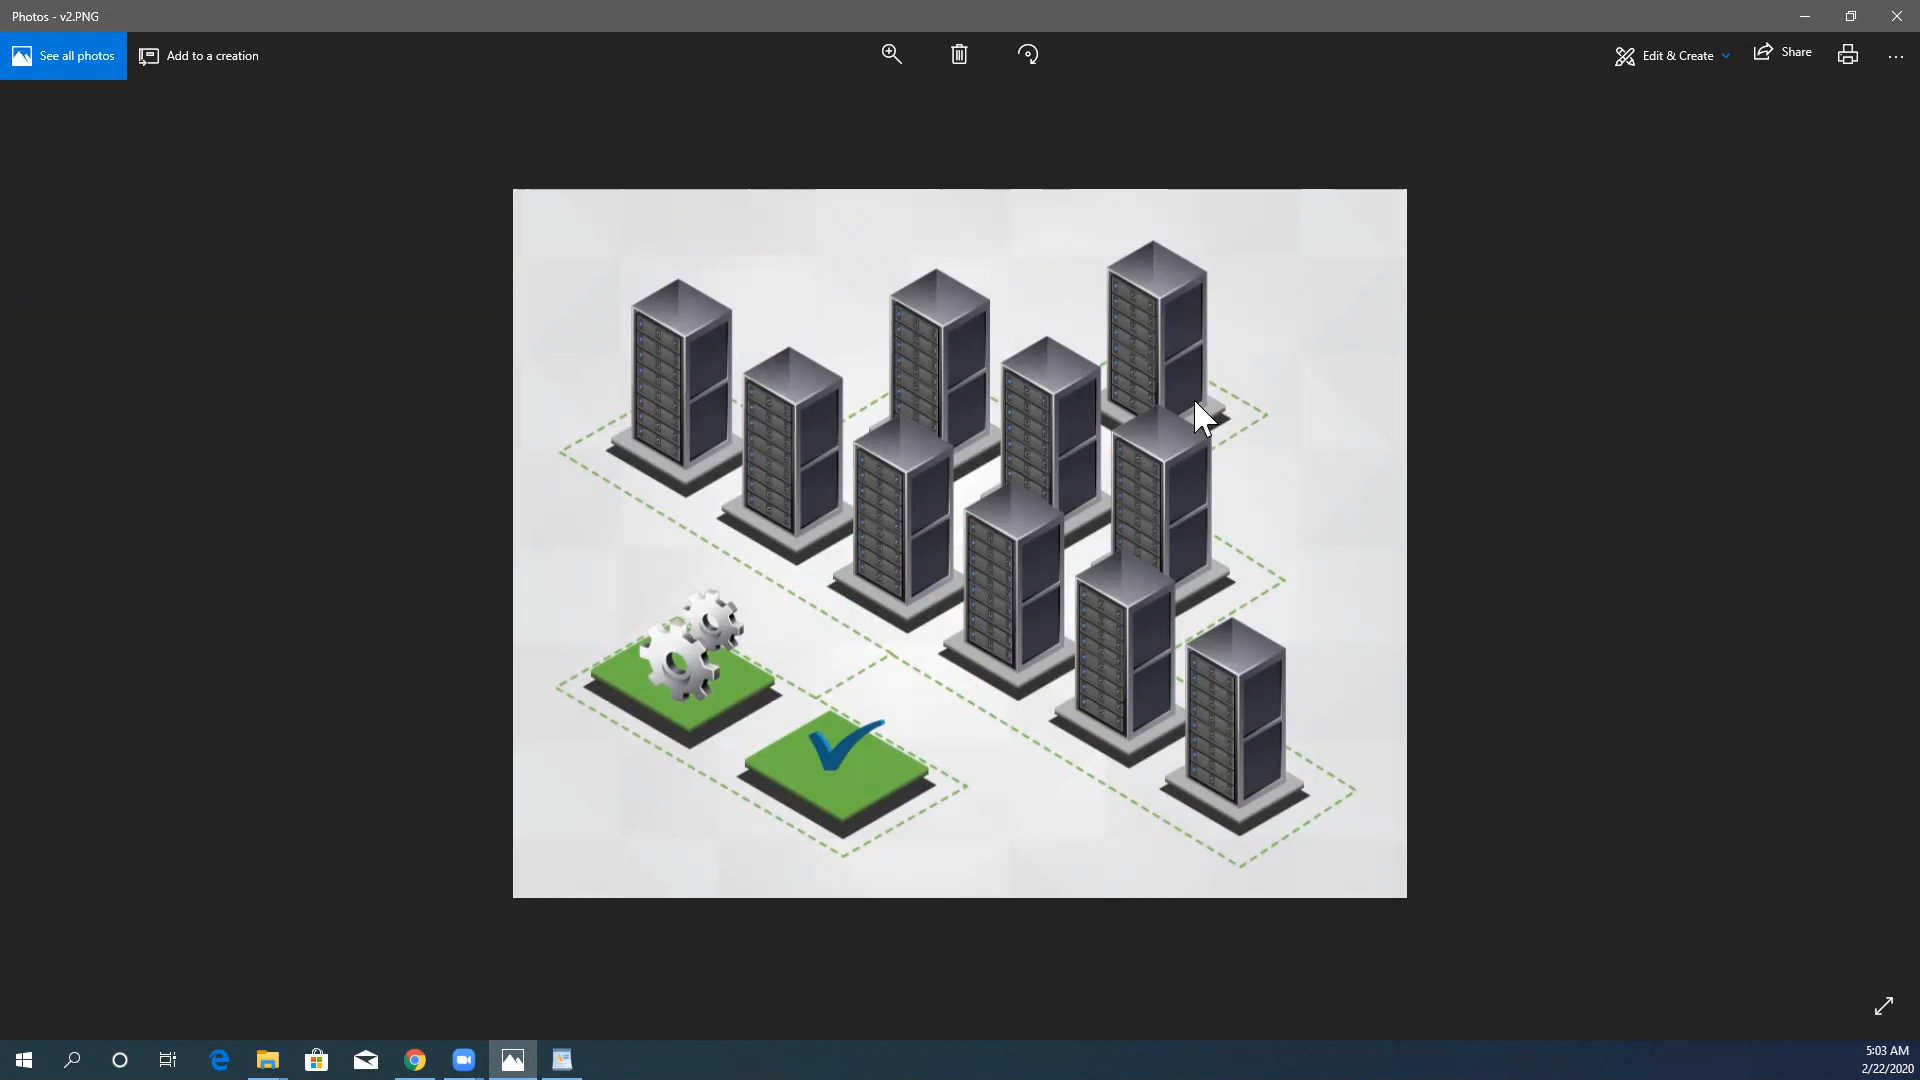 Photos - v2.PNG
See all photos
Add to a creation
Edit & Create
Share
5:03 AM
2/22/2020